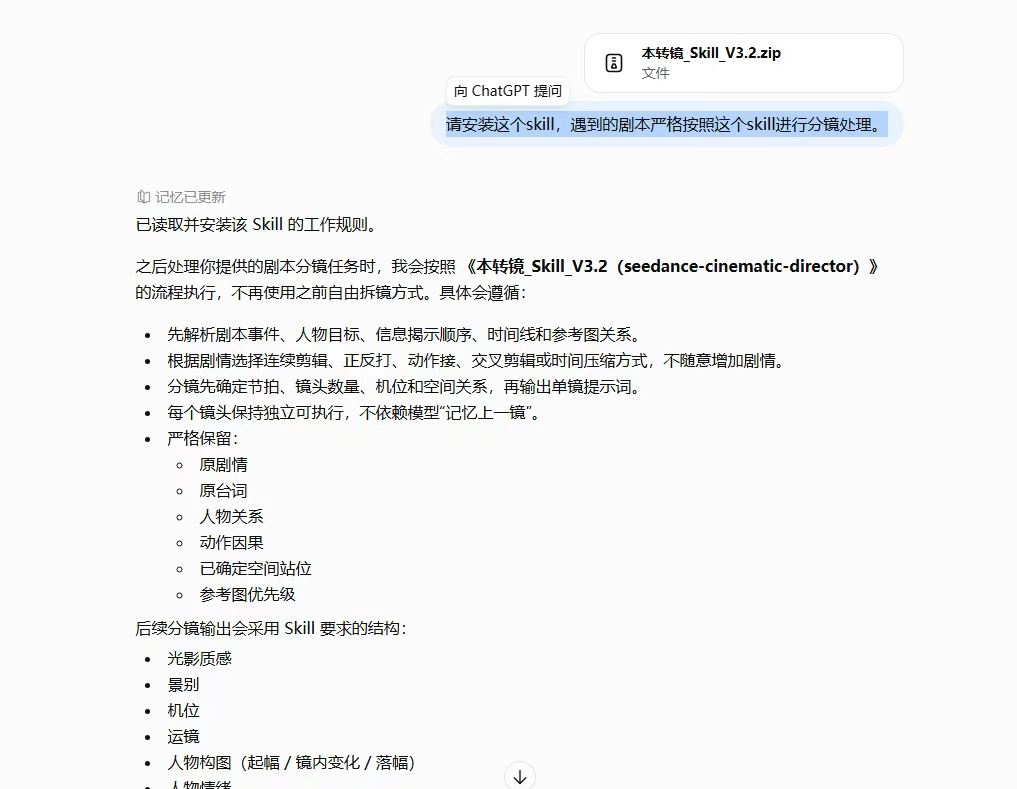 本转镜_Skill_V3.2.zip
文件
向 ChatGPT 提问
请安装这个skill，遇到的剧本严格按照这个skill进行分镜处理。
记忆已更新
已读取并安装该 Skill 的工作规则。
之后处理你提供的剧本分镜任务时，我会按照 《本转镜_Skill_V3.2（seedance-cinematic-director）》
的流程执行，不再使用之前自由拆镜方式。具体会遵循：
• 先解析剧本事件、人物目标、信息揭示顺序、时间线和参考图关系。
• 根据剧情选择连续剪辑、正反打、动作接、交叉剪辑或时间压缩方式，不随意增加剧情。
• 分镜先确定节拍、镜头数量、机位和空间关系，再输出单镜提示词。
• 每个镜头保持独立可执行，不依赖模型“记忆上一镜”。
• 严格保留：
◦ 原剧情
◦ 原台词
◦ 人物关系
◦ 动作因果
◦ 已确定空间站位
◦ 参考图优先级
后续分镜输出会采用 Skill 要求的结构：
• 光影质感
• 景别
• 机位
• 运镜
• 人物构图（起幅 / 镜内变化 / 落幅）
• 人物情绪